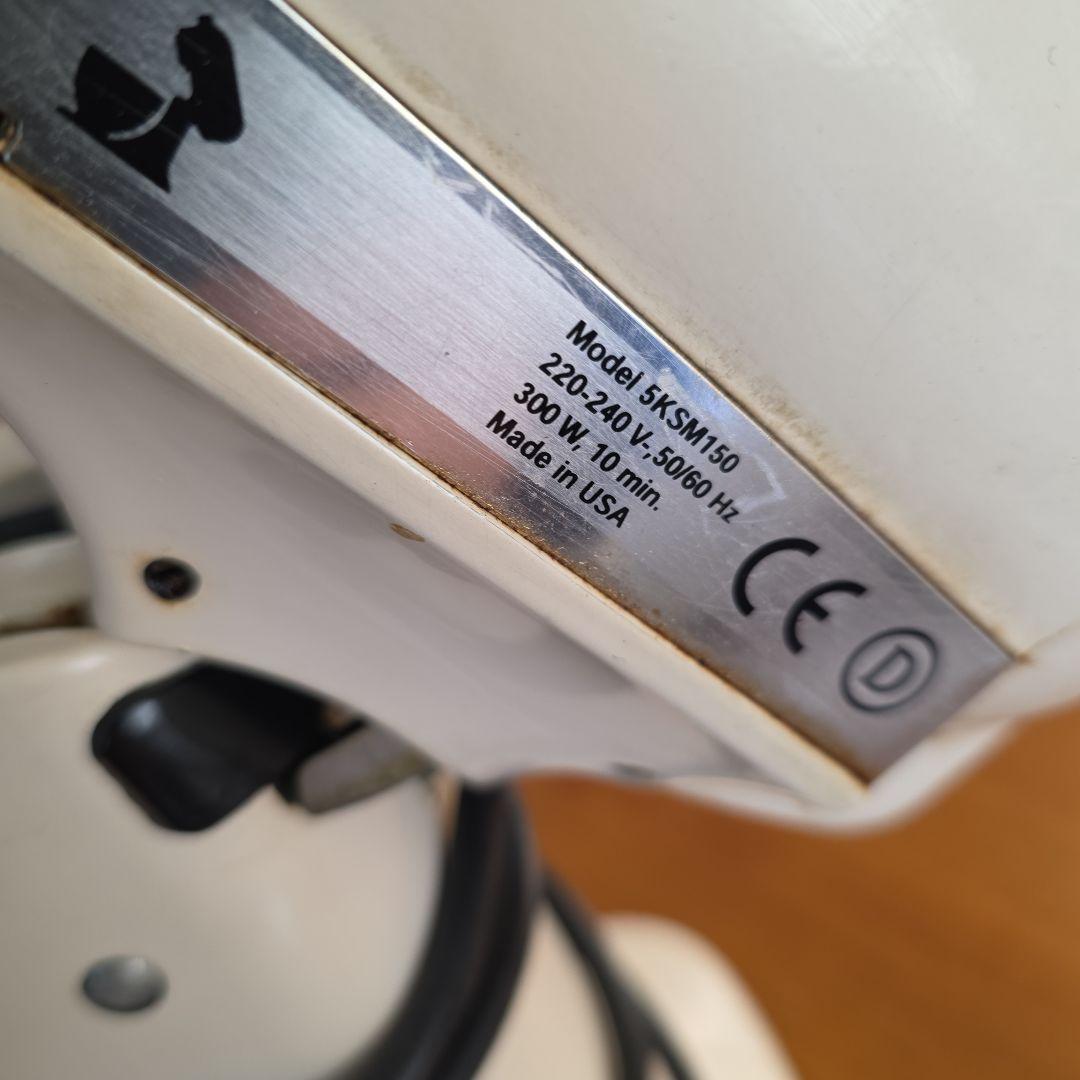 Model 5KSM150
220-240 V~, 50/60 Hz
300 W, 10 min.
Made in USA
CE
D